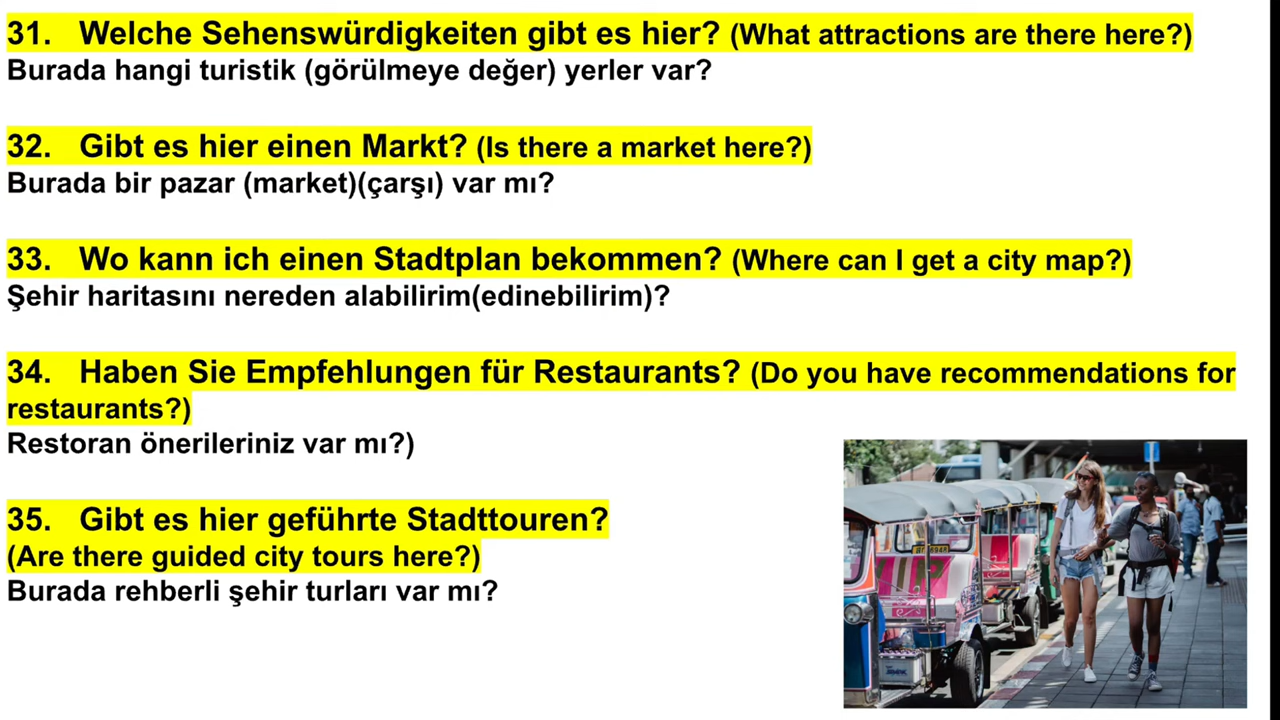 31. Welche Sehenswürdigkeiten gibt es hier? (What attractions are there here?)
Burada hangi turistik (görülmeye değer) yerler var?
32. Gibt es hier einen Markt? (Is there a market here?)
Burada bir pazar (market)(çarşı) var mı?
33. Wo kann ich einen Stadtplan bekommen? (Where can I get a city map?)
Şehir haritasını nereden alabilirim(edinebilirim)?
34. Haben Sie Empfehlungen für Restaurants? (Do you have recommendations for
restaurants?)
Restoran önerileriniz var mı?)
35. Gibt es hier geführte Stadttouren?
(Are there guided city tours here?)
Burada rehberli şehir turları var mı?